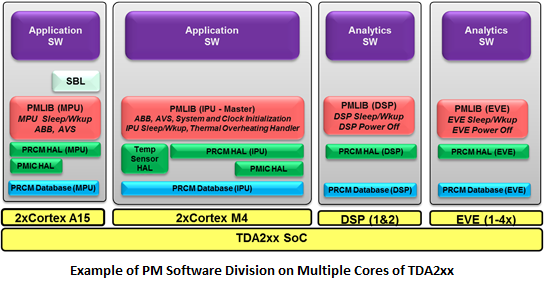 Application
SW
SBL
PMLIB (MPU)
MPU Sleep/Wkup
ABB, AVS
PRCM HAL (MPU)
PMIC HAL
PRCM Database (MPU)
2xCortex A15
Application
SW
PMLIB (IPU - Master)
ABB, AVS, System and Clock Initialization
IPU Sleep/Wkup, Thermal Overheating Handler
Temp
Sensor
HAL
PRCM HAL (IPU)
PMIC HAL
PRCM Database (IPU)
2xCortex M4
Analytics
SW
PMLIB (DSP)
DSP Sleep/Wkup
DSP Power Off
PRCM HAL (DSP)
PRCM Database (DSP)
DSP (1&2)
Analytics
SW
PMLIB (EVE)
EVE Sleep/Wkup
EVE Power Off
PRCM HAL (EVE)
PRCM Database (EVE)
EVE (1-4x)
TDA2xx SoC
Example of PM Software Division on Multiple Cores of TDA2xx